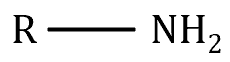 R — NH₂